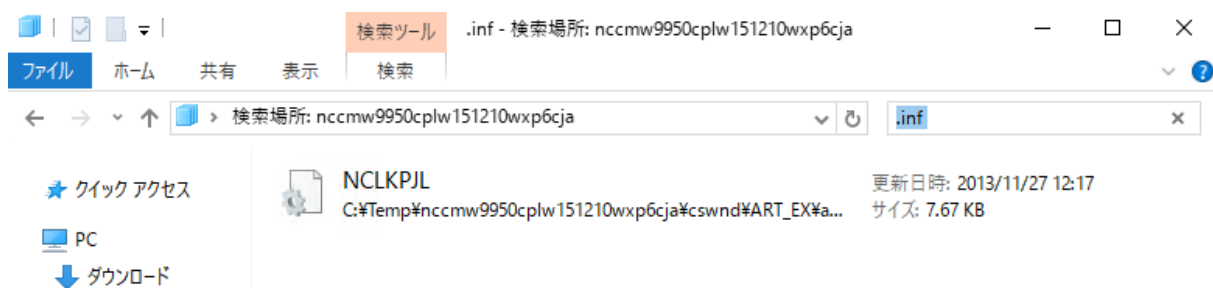 検索ツール .inf - 検索場所: nccmw9950cplw151210wxp6cja
ファイル ホーム 共有 表示 検索
検索場所: nccmw9950cplw151210wxp6cja .inf
クイック アクセス
PC
ダウンロード
NCLKPJL
C:¥Temp¥nccmw9950cplw151210wxp6cja¥cswnd¥ART_EX¥a...
更新日時: 2013/11/27 12:17
サイズ: 7.67 KB